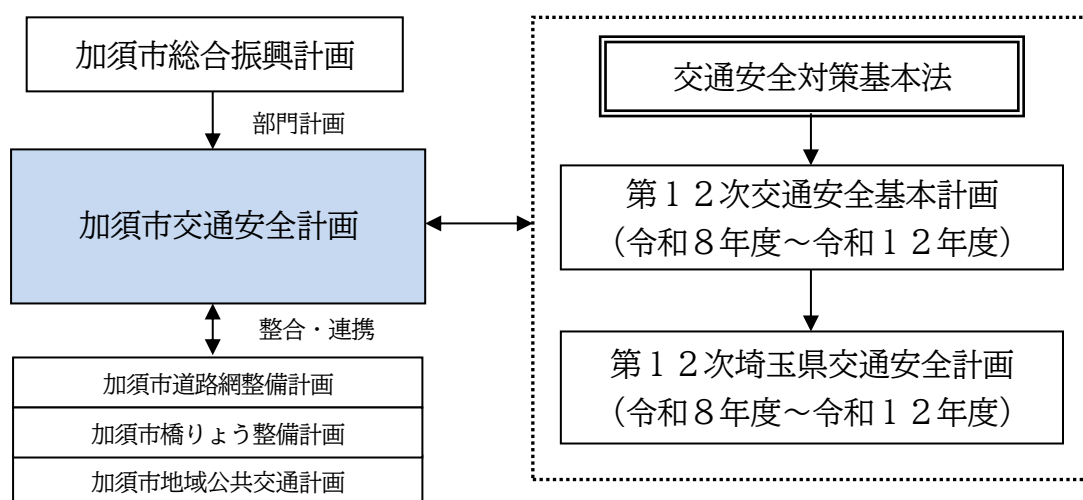 加須市総合振興計画
部門計画
加須市交通安全計画
整合・連携
加須市道路網整備計画
加須市橋りょう整備計画
加須市地域公共交通計画
交通安全対策基本法
第１２次交通安全基本計画
（令和８年度～令和１２年度）
第１２次埼玉県交通安全計画
（令和８年度～令和１２年度）